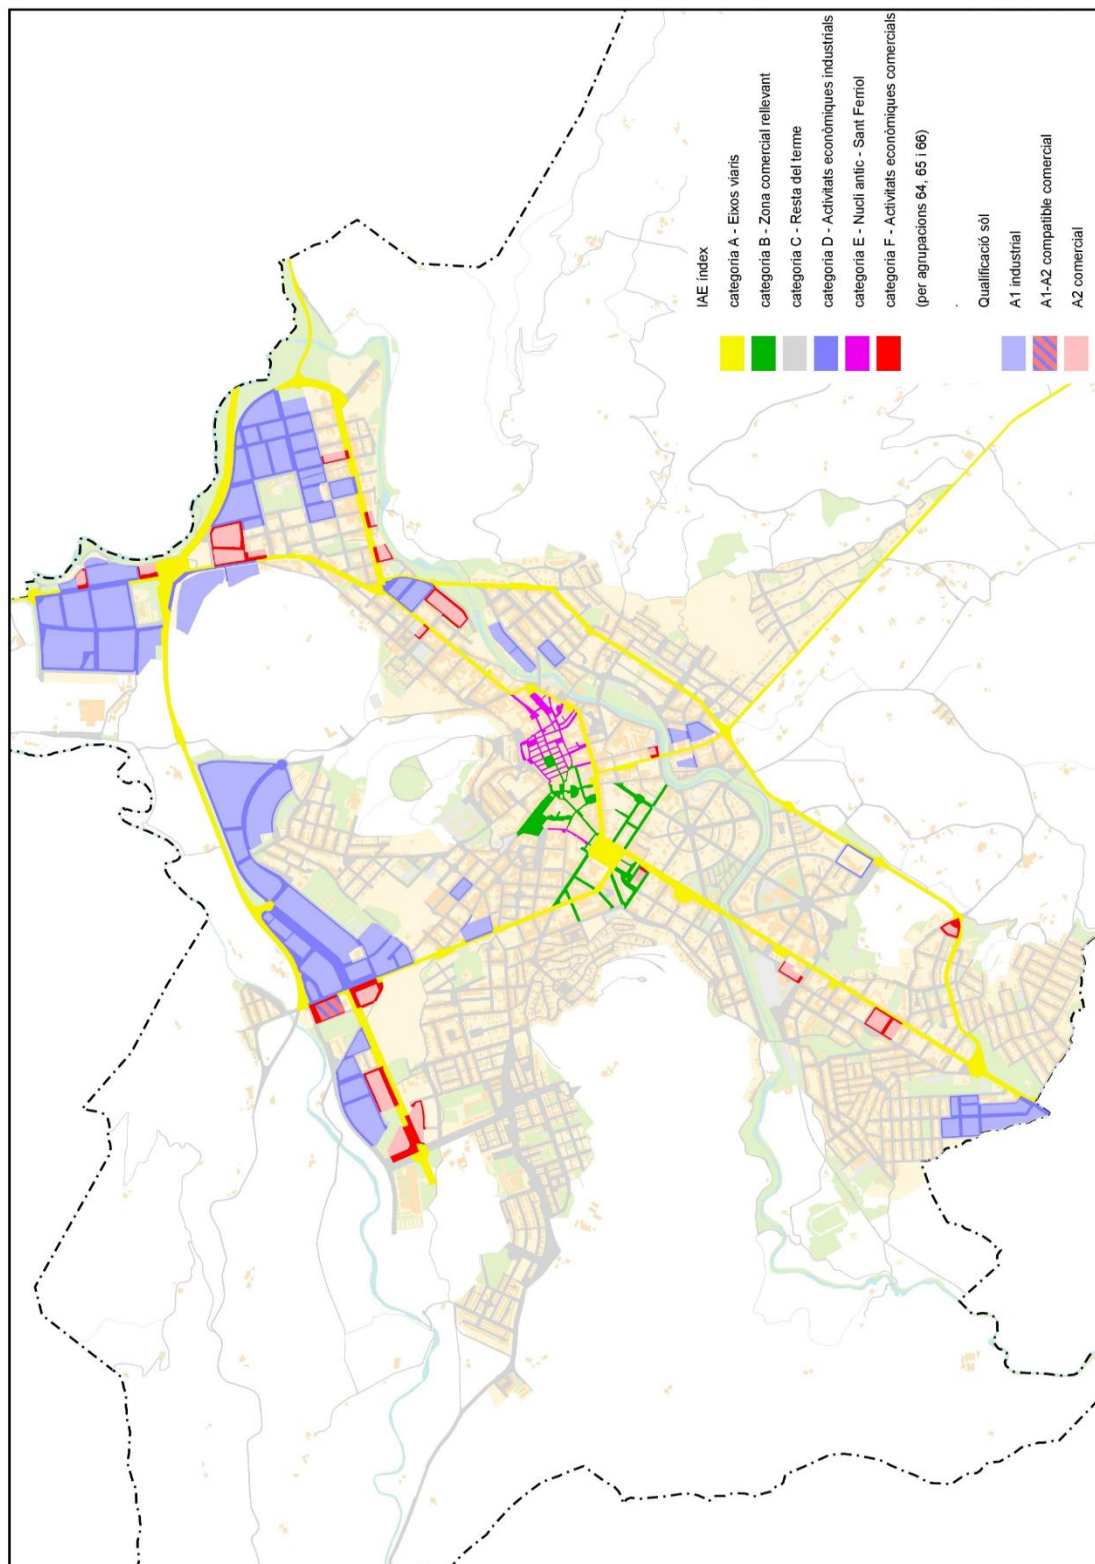 IAE índex
categoria A - Eixos viaris
categoria B - Zona comercial rellevant
categoria C - Resta del terme
categoria D - Activitats econòmiques industrials
categoria E - Nucli antic - Sant Ferriol
categoria F - Activitats econòmiques comercials
(per agrupacions 64, 65 i 66)
.
Qualificació sòl
A1 industrial
A1-A2 compatible comercial
A2 comercial